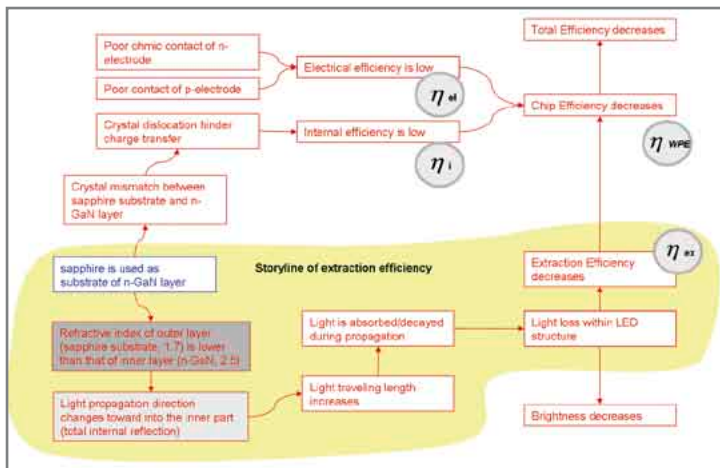 Total Efficiency decreases
Poor ohmic contact of n-
electrode
Electrical efficiency is low
η el
Poor contact of p-electrode
Chip Efficiency decreases
Crystal dislocation hinder
charge transfer
Internal efficiency is low
η i
η WPE
Crystal mismatch between
sapphire substrate and n-
GaN layer
sapphire is used as
substrate of n-GaN layer
Storyline of extraction efficiency
Extraction Efficiency
decreases
η ex
Refractive index of outer layer
(sapphire substrate, 1.7) is lower
than that of inner layer (n-GaN, 2.5)
Light is absorbed/decayed
during propagation
Light loss within LED
structure
Light propagation direction
changes toward into the inner part
(total internal reflection)
Light traveling length
increases
Brightness decreases